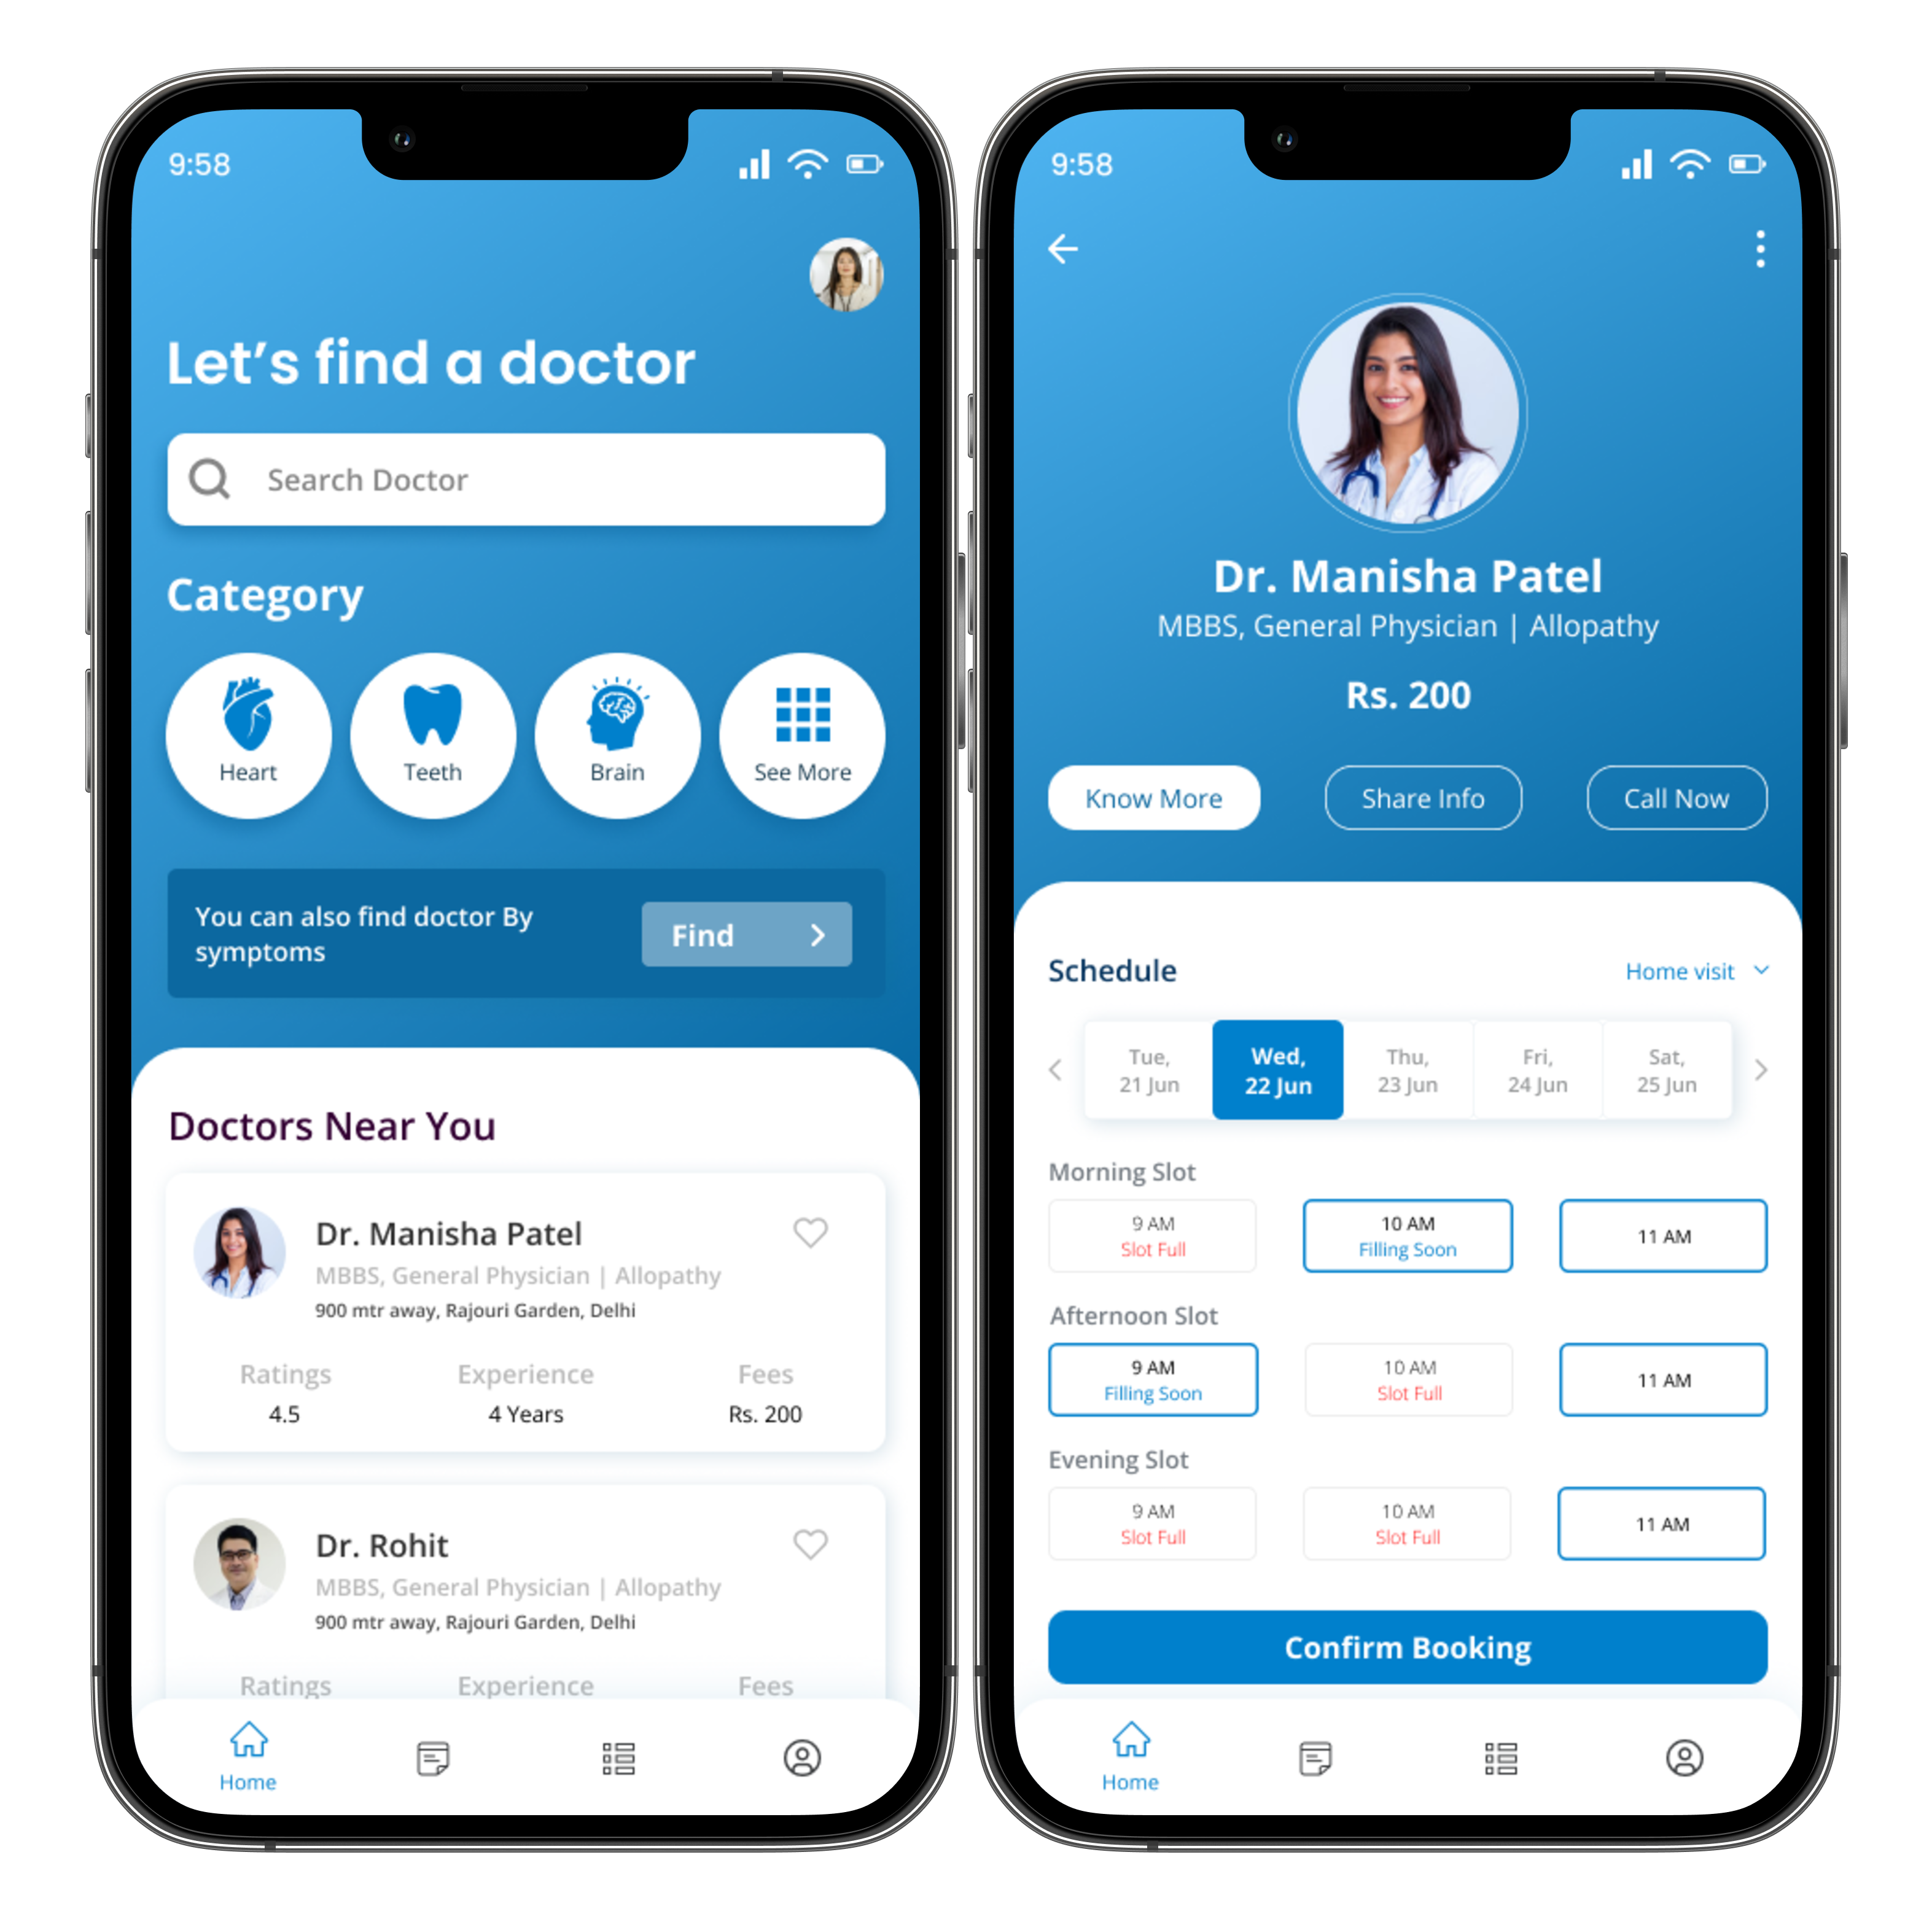 9:58
Let's find a doctor
Search Doctor
Category
Heart
Teeth
Brain
See More
You can also find doctor By
symptoms
Find
Doctors Near You
Dr. Manisha Patel
MBBS, General Physician | Allopathy
900 mtr away, Rajouri Garden, Delhi
Ratings Experience Fees
4.5 4 Years Rs. 200
Dr. Rohit
MBBS, General Physician | Allopathy
900 mtr away, Rajouri Garden, Delhi
Ratings Experience Fees
Home
9:58
Dr. Manisha Patel
MBBS, General Physician | Allopathy
Rs. 200
Know More
Share Info
Call Now
Schedule
Home visit
Tue,
21 Jun
Wed,
22 Jun
Thu,
23 Jun
Fri,
24 Jun
Sat,
25 Jun
Morning Slot
9 AM
Slot Full
10 AM
Filling Soon
11 AM
Afternoon Slot
9 AM
Filling Soon
10 AM
Slot Full
11 AM
Evening Slot
9 AM
Slot Full
10 AM
Slot Full
11 AM
Confirm Booking
Home